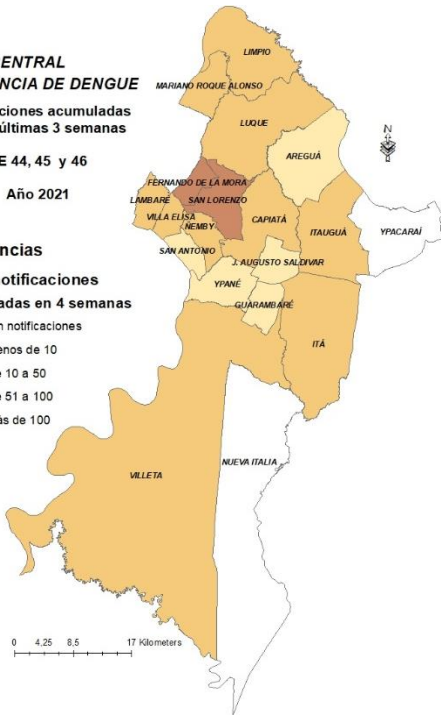 ENTRAL
NCIA DE DENGUE
ciones acumuladas
últimas 3 semanas
E 44, 45 y 46
Año 2021
ncias
otificaciones
adas en 4 semanas
n notificaciones
enos de 10
e 10 a 50
e 51 a 100
ás de 100
LIMPIO
MARIANO ROQUE ALONSO
LUQUE
N
AREGUÁ
FERNANDO DE LA MORA
LAMBARÉ
SAN LORENZO
VILLA ELISA
ÑEMBY
CAPIATÁ
ITAUGUÁ
YPACARAÍ
SAN ANTONIO
J. AUGUSTO SALDIVAR
YPANÉ
GUARAMBARÉ
ITÁ
VILLETA
NUEVA ITALIA
0 4,25 8,5 17 Kilometers